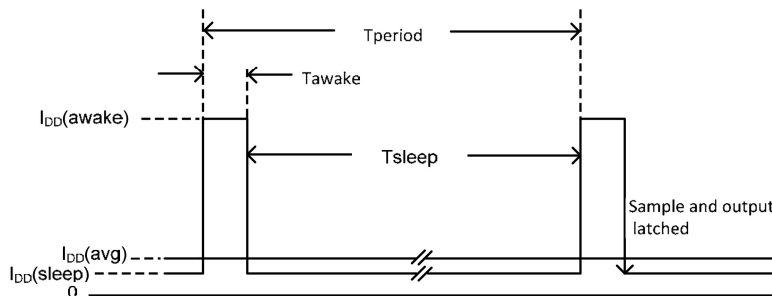 Tperiod
Tawake
IDD(awake)
Tsleep
Sample and output
latched
IDD(avg)
IDD(sleep)
0